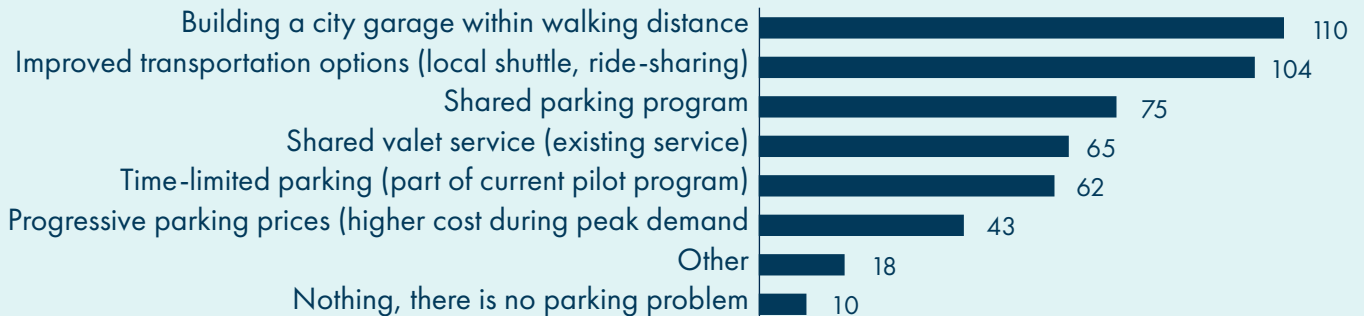 Building a city garage within walking distance 110
Improved transportation options (local shuttle, ride-sharing) 104
Shared parking program 75
Shared valet service (existing service) 65
Time-limited parking (part of current pilot program) 62
Progressive parking prices (higher cost during peak demand 43
Other 18
Nothing, there is no parking problem 10